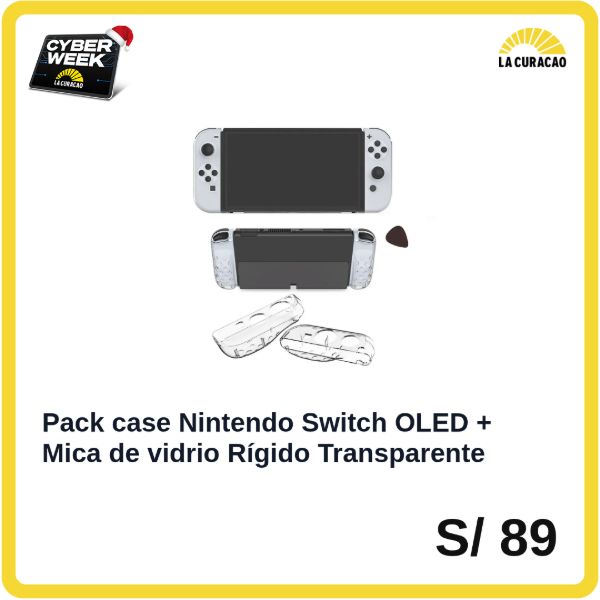 CYBER
WEEK
LA CURACAO
LA CURACAO
Pack case Nintendo Switch OLED +
Mica de vidrio Rígido Transparente
S/ 89